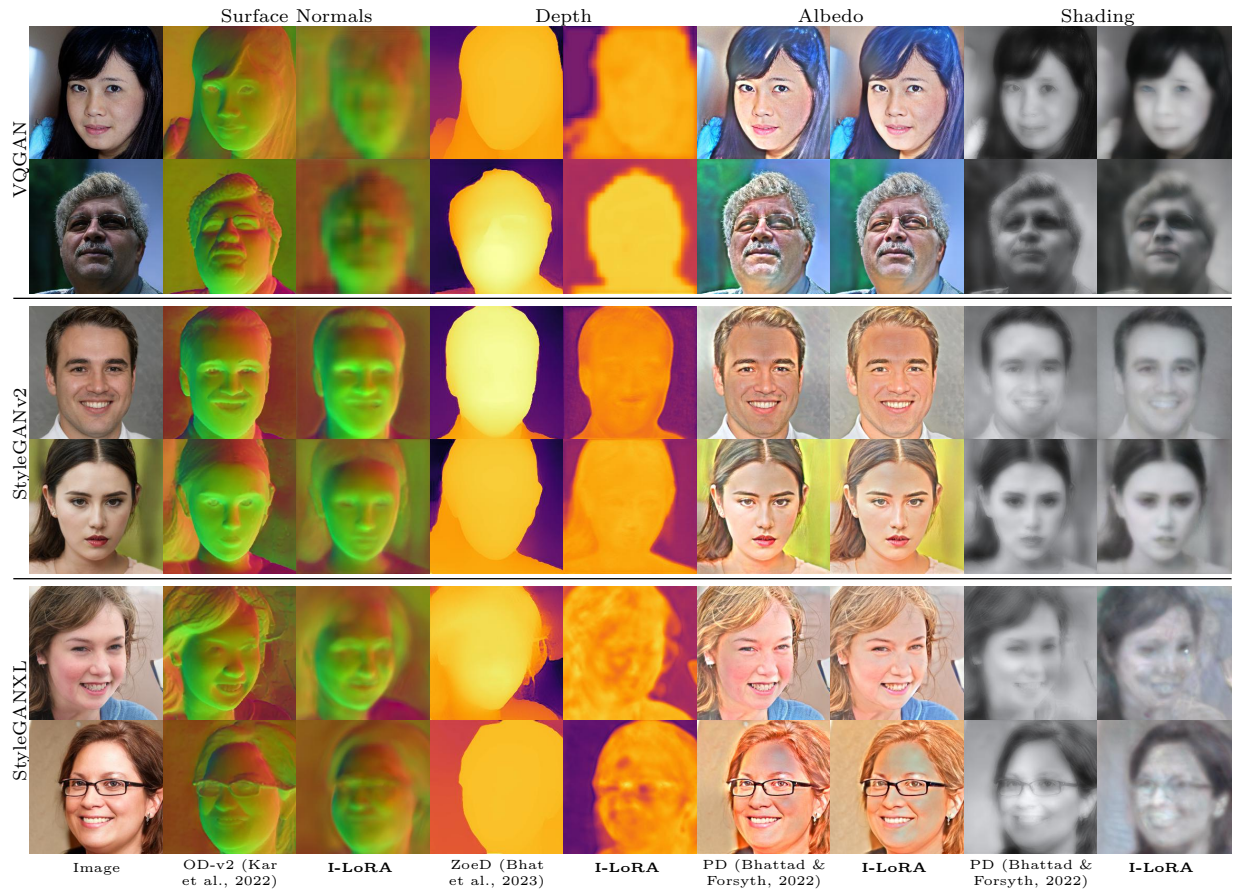 Surface Normals Depth Albedo Shading
VQGAN
StyleGANv2
StyleGANXL
Image OD-v2 (Kar I-LoRA ZoeD (Bhat I-LoRA PD (Bhattad & I-LoRA PD (Bhattad & I-LoRA
et al., 2022) et al., 2023) Forsyth, 2022) Forsyth, 2022)